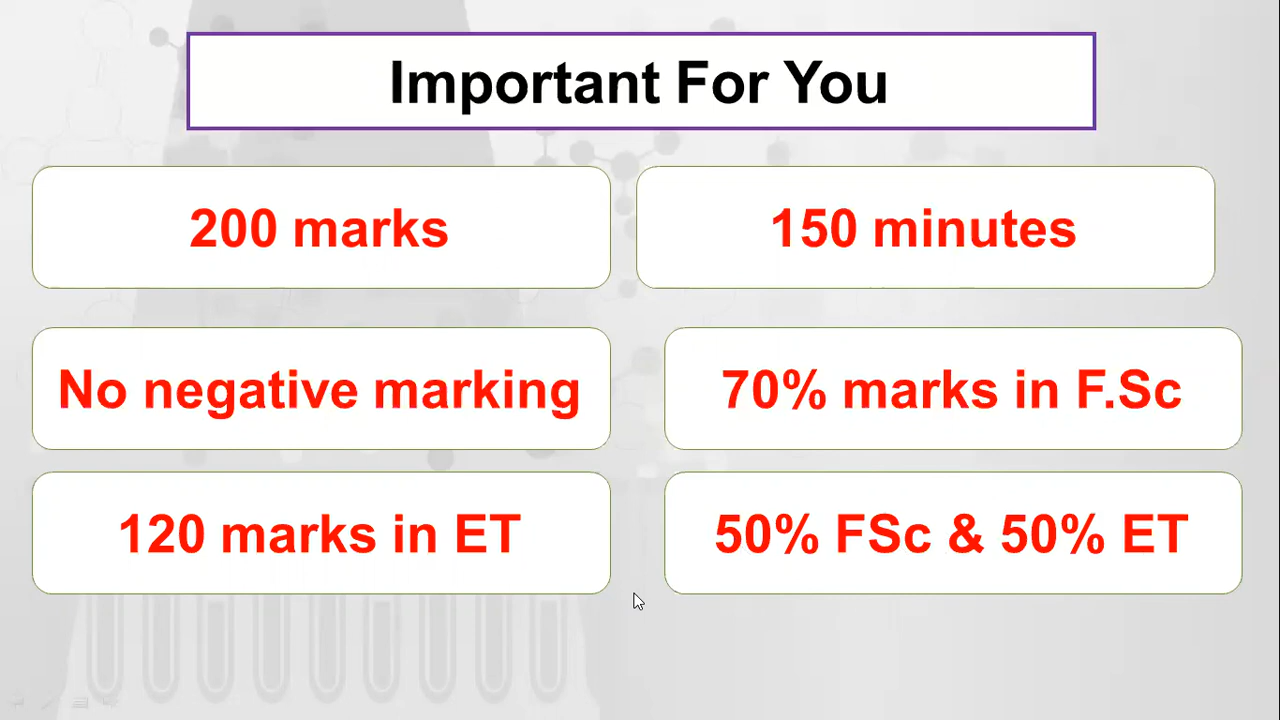 Important For You
200 marks
150 minutes
No negative marking
70% marks in F.Sc
120 marks in ET
50% FSc & 50% ET